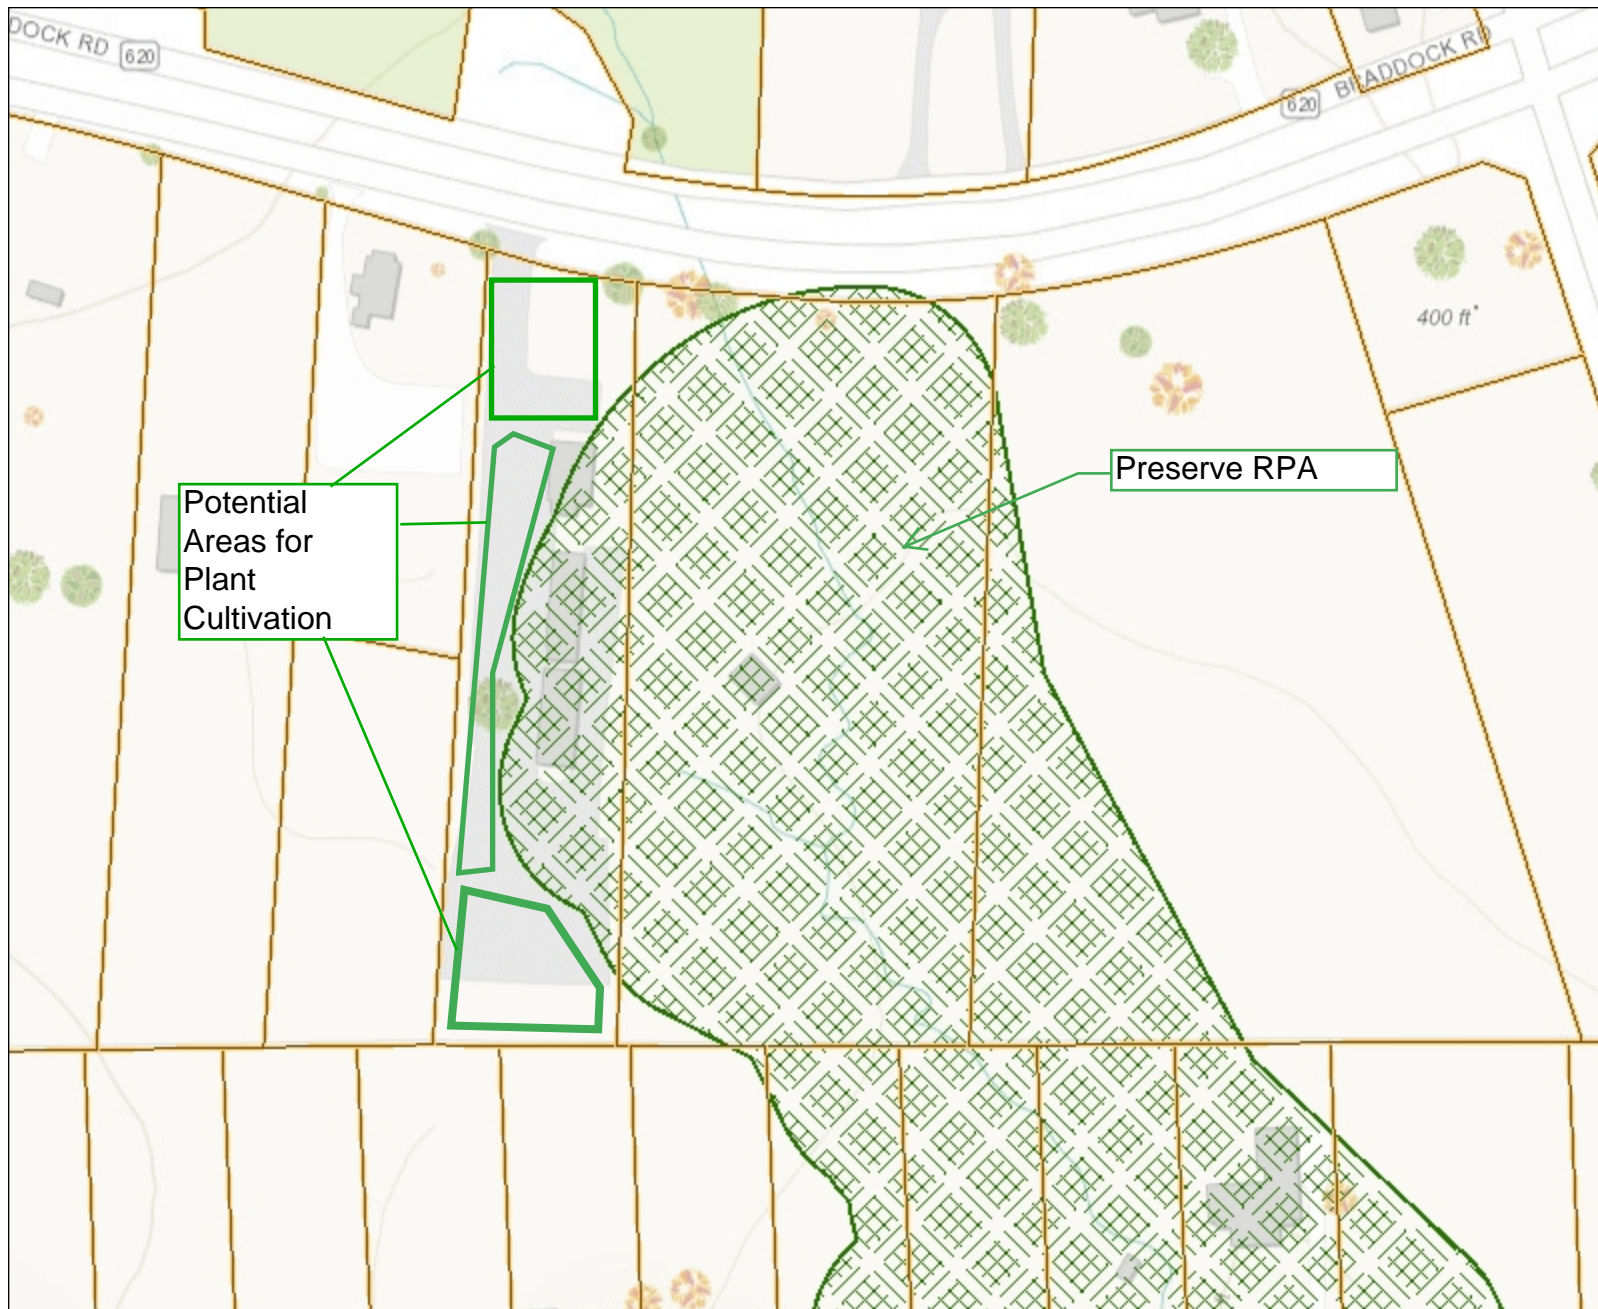 DOCK RD
620
BRADDOCK RD
620
400 ft
Preserve RPA
Potential
Areas for
Plant
Cultivation